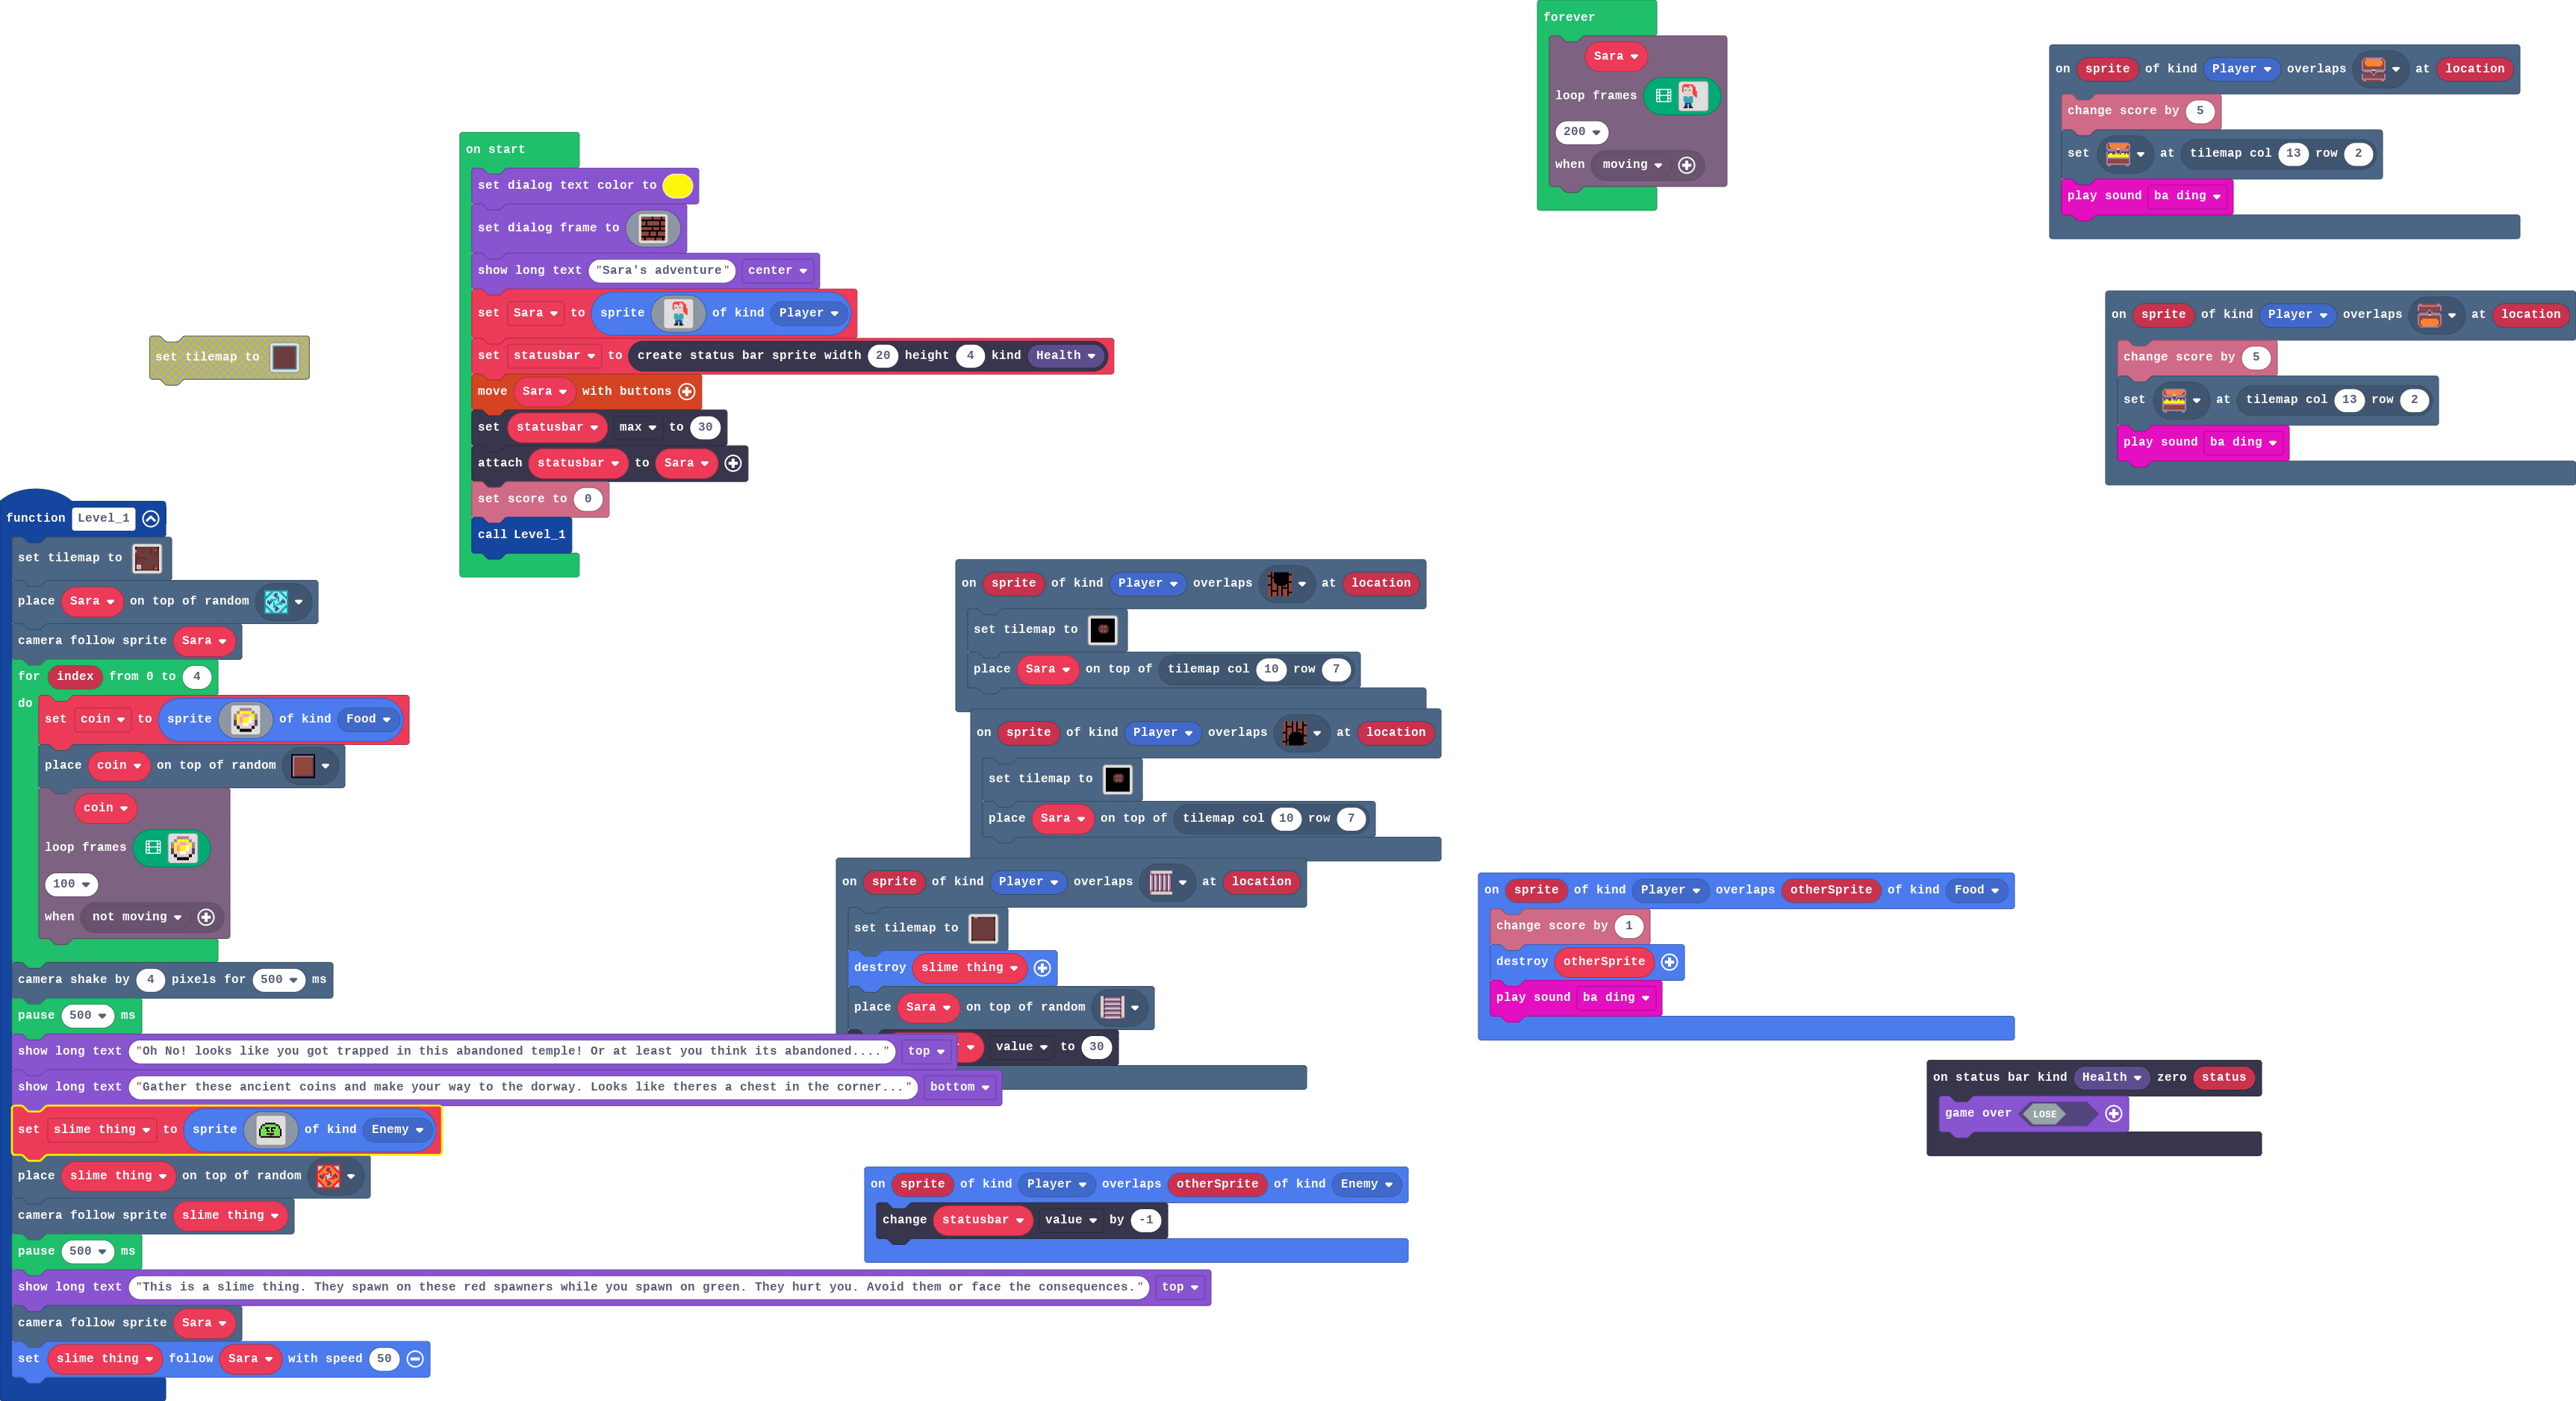 forever
Sara
loop frames
200
when moving
on sprite of kind Player overlaps at location
change score by 5
set at tilemap col 13 row 2
play sound ba ding
on start
set dialog text color to
set dialog frame to
show long text "Sara's adventure" center
set Sara to sprite of kind Player
set statusbar to create status bar sprite width 20 height 4 kind Health
move Sara with buttons
set statusbar max to 30
attach statusbar to Sara
set score to 0
call Level_1
on sprite of kind Player overlaps at location
change score by 5
set at tilemap col 13 row 2
play sound ba ding
set tilemap to
function Level_1
set tilemap to
place Sara on top of random
camera follow sprite Sara
for index from 0 to 4
do
set coin to sprite of kind Food
place coin on top of random
coin
loop frames
100
when not moving
camera shake by 4 pixels for 500 ms
pause 500 ms
show long text "Oh No! looks like you got trapped in this abandoned temple! Or at least you think its abandoned...." top
show long text "Gather these ancient coins and make your way to the dorway. Looks like theres a chest in the corner..." bottom
set slime thing to sprite of kind Enemy
place slime thing on top of random
camera follow sprite slime thing
pause 500 ms
show long text "This is a slime thing. They spawn on these red spawners while you spawn on green. They hurt you. Avoid them or face the consequences." top
camera follow sprite Sara
set slime thing follow Sara with speed 50
on sprite of kind Player overlaps at location
set tilemap to
place Sara on top of tilemap col 10 row 7
on sprite of kind Player overlaps at location
set tilemap to
place Sara on top of tilemap col 10 row 7
on sprite of kind Player overlaps at location
set tilemap to
destroy slime thing
place Sara on top of random
value to 30
on sprite of kind Player overlaps otherSprite of kind Food
change score by 1
destroy otherSprite
play sound ba ding
on status bar kind Health zero status
game over LOSE
on sprite of kind Player overlaps otherSprite of kind Enemy
change statusbar value by -1